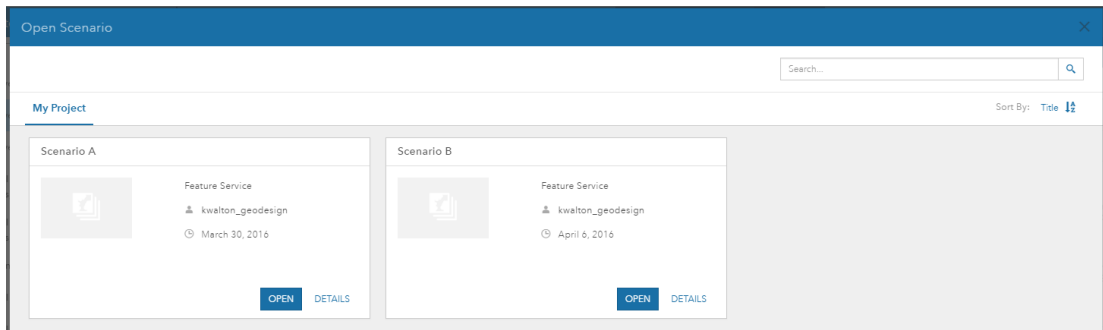 Open Scenario
Search...
My Project
Sort By: Title
Scenario A
Feature Service
kwalton_geodesign
March 30, 2016
OPEN DETAILS
Scenario B
Feature Service
kwalton_geodesign
April 6, 2016
OPEN DETAILS